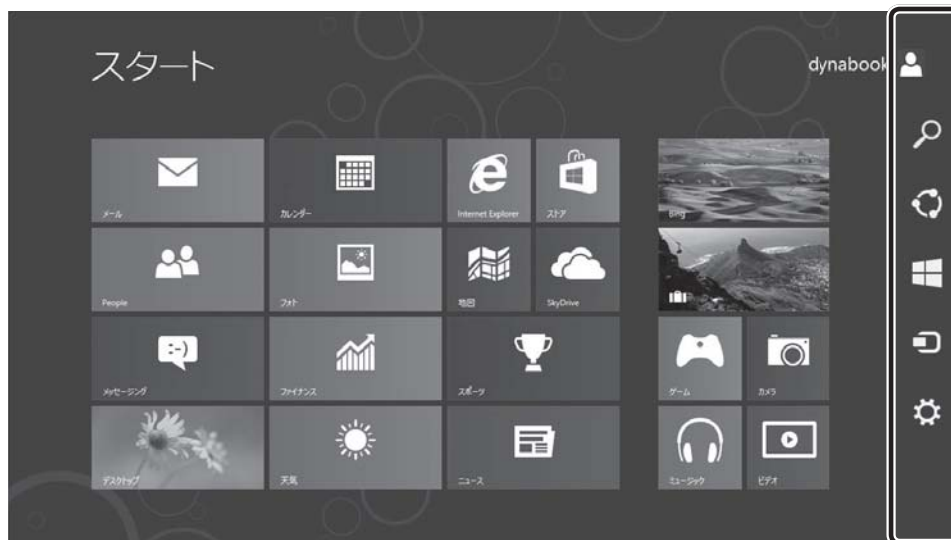 スタート
dynabook
メール
カレンダー
Internet Explorer
ストア
Bing
People
フォト
地図
SkyDrive
メッセージング
ファイナンス
スポーツ
ゲーム
カメラ
デスクトップ
天気
ニュース
ミュージック
ビデオ